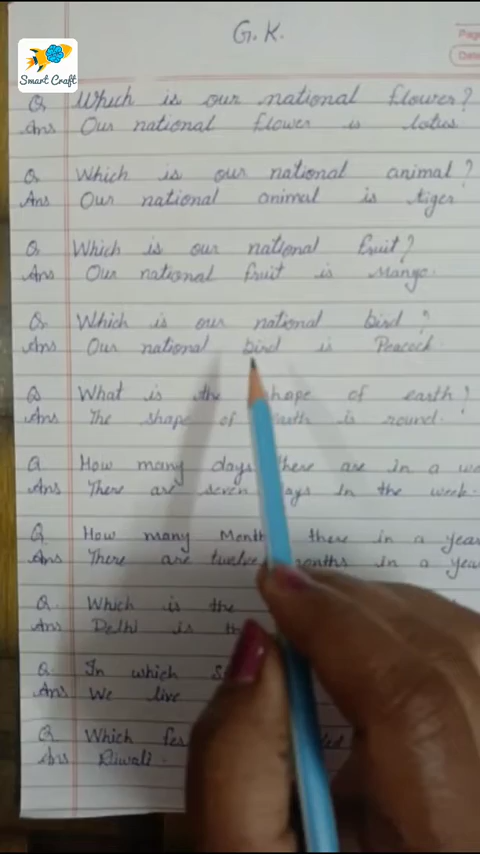 G.K.
Page
Date
Smart Craft
Q Which is our national flower?
Ans Our national flower is lotus
Q Which is our national animal?
Ans Our national animal is tiger
Q Which is our national fruit?
Ans Our national fruit is Mango.
Q Which is our national bird?
Ans Our national bird is Peacock
Q What is the shape of earth?
Ans The shape of earth is round.
Q How many days there are in a
Ans There are seven days in the week.
Q. How many Month there in a year
Ans There are twelve months in a year
Q. Which is the
Ans Delhi is
Q. In which
Ans We live
Q. Which
Ans Diwali.